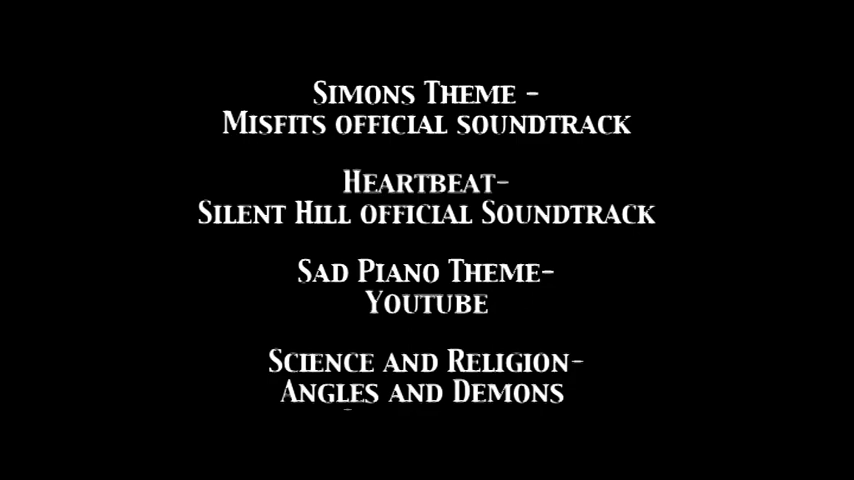 Simons Theme -
Misfits official soundtrack
Heartbeat-
Silent Hill official Soundtrack
Sad Piano Theme-
Youtube
Science and Religion-
Angles and Demons